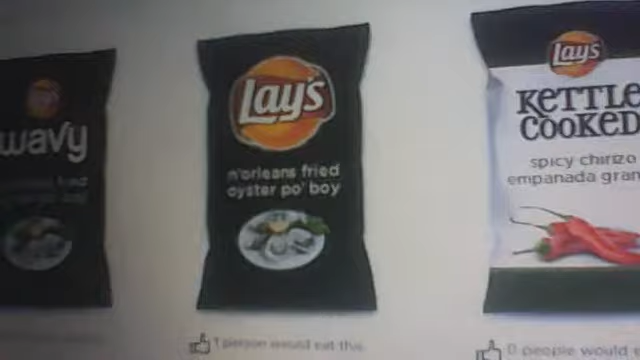 wavy
Lay's
n'orleans fried
oyster po' boy
1 person would eat this.
Lay's
KETTLE
COOKED
spicy chirizo
empanada gran
0 people would